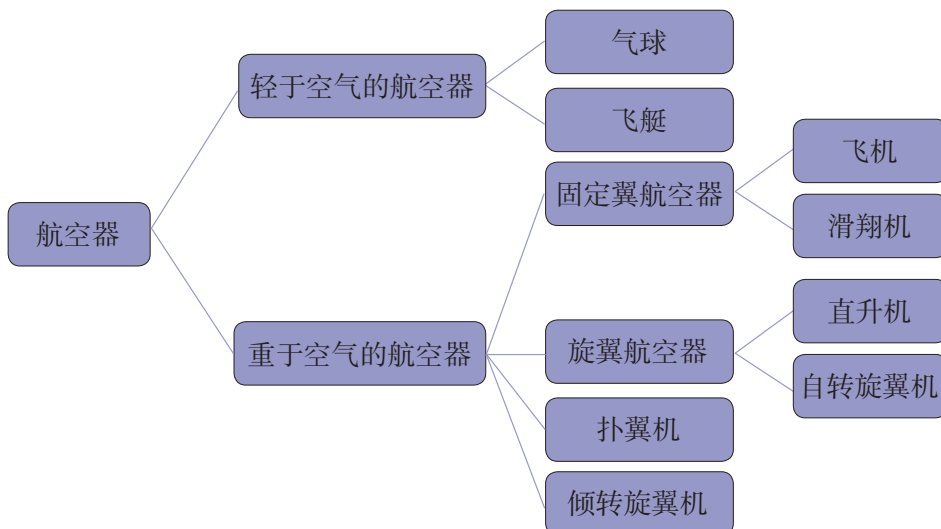 航空器
轻于空气的航空器
气球
飞艇
重于空气的航空器
固定翼航空器
飞机
滑翔机
旋翼航空器
直升机
自转旋翼机
扑翼机
倾转旋翼机